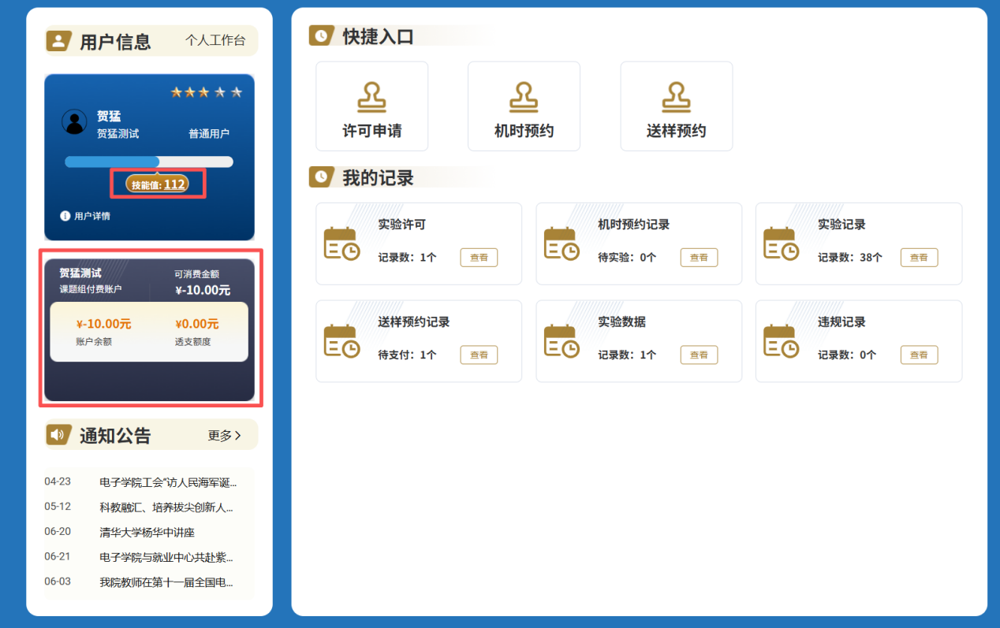 用户信息
个人工作台
贺猛
贺猛测试
普通用户
技能值: 112
用户详情
贺猛测试
课题组付费账户
可消费金额
¥-10.00元
¥-10.00元
账户余额
¥0.00元
透支额度
通知公告
更多
04-23 电子学院工会“访人民海军诞...
05-12 科教融汇、培养拔尖创新人...
06-20 清华大学杨华中讲座
06-21 电子学院与就业中心共赴紫...
06-03 我院教师在第十一届全国电...
快捷入口
许可申请
机时预约
送样预约
我的记录
实验许可
记录数：1个
查看
机时预约记录
待实验：0个
查看
实验记录
记录数：38个
查看
送样预约记录
待支付：1个
查看
实验数据
记录数：1个
查看
违规记录
记录数：0个
查看